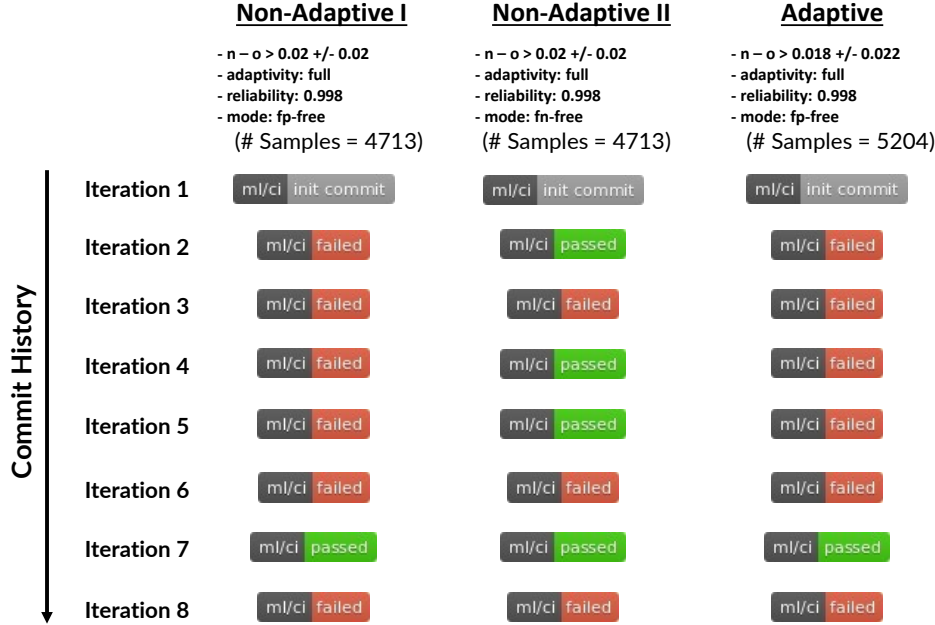 Non-Adaptive I
- n – o > 0.02 +/- 0.02
- adaptivity: full
- reliability: 0.998
- mode: fp-free
(# Samples = 4713)
Non-Adaptive II
- n – o > 0.02 +/- 0.02
- adaptivity: full
- reliability: 0.998
- mode: fn-free
(# Samples = 4713)
Adaptive
- n – o > 0.018 +/- 0.022
- adaptivity: full
- reliability: 0.998
- mode: fp-free
(# Samples = 5204)
Commit History
Iteration 1 ml/ci init commit ml/ci init commit ml/ci init commit
Iteration 2 ml/ci failed ml/ci passed ml/ci failed
Iteration 3 ml/ci failed ml/ci failed ml/ci failed
Iteration 4 ml/ci failed ml/ci passed ml/ci failed
Iteration 5 ml/ci failed ml/ci passed ml/ci failed
Iteration 6 ml/ci failed ml/ci failed ml/ci failed
Iteration 7 ml/ci passed ml/ci passed ml/ci passed
Iteration 8 ml/ci failed ml/ci failed ml/ci failed